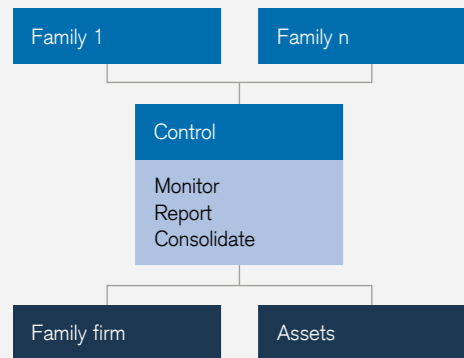 Family 1
Family n
Control
Monitor
Report
Consolidate
Family firm
Assets